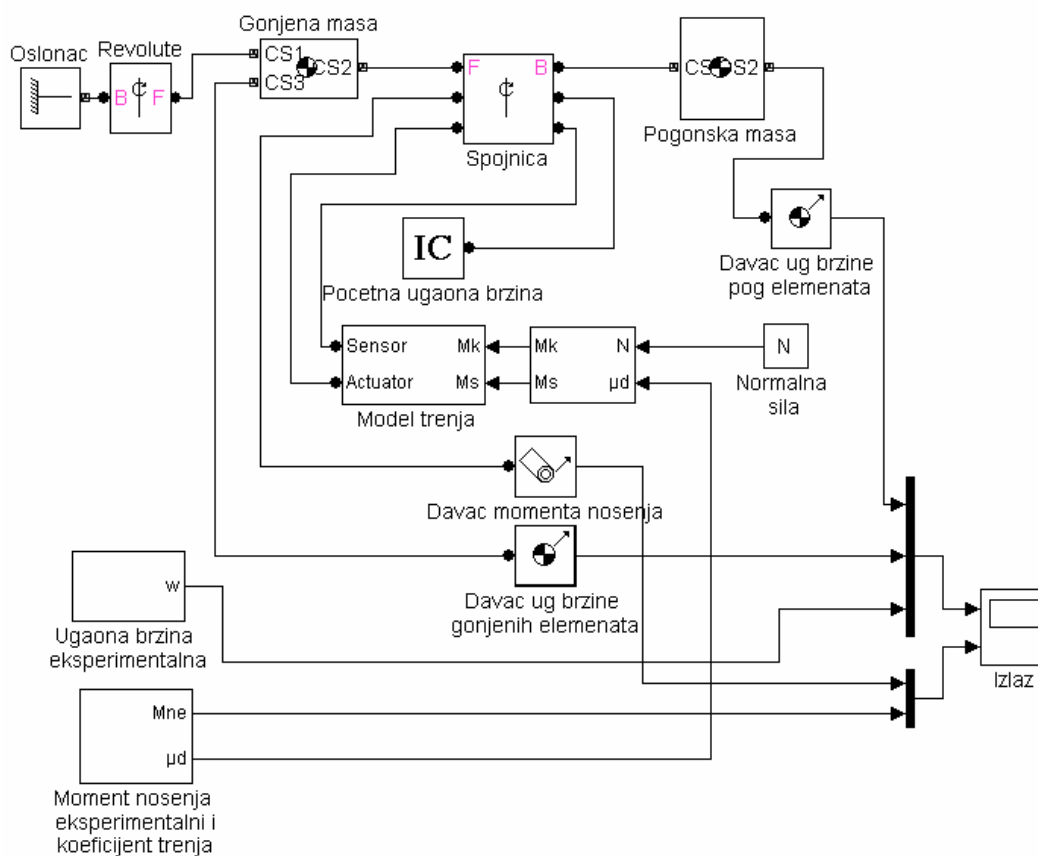 Gonjena masa
Oslonac
Revolute
B F
CS1
CS2
CS3
F B
Spojnica
CS S2
Pogonska masa
IC
Pocetna ugaona brzina
Davac ug brzine
pog elemenata
Sensor Mk
Actuator Ms
Model trenja
Mk N
Ms µd
N
Normalna
sila
Davac momenta nosenja
Davac ug brzine
gonjenih elemenata
w
Ugaona brzina
eksperimentalna
Izlaz
Mne
µd
Moment nosenja
eksperimentalni i
koeficijent trenja